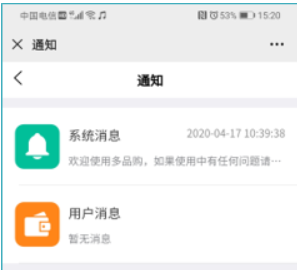 中国电信 53% 15:20
通知
通知
系统消息 2020-04-17 10:39:38
欢迎使用多品购，如果使用中有任何问题请…
用户消息
暂无消息